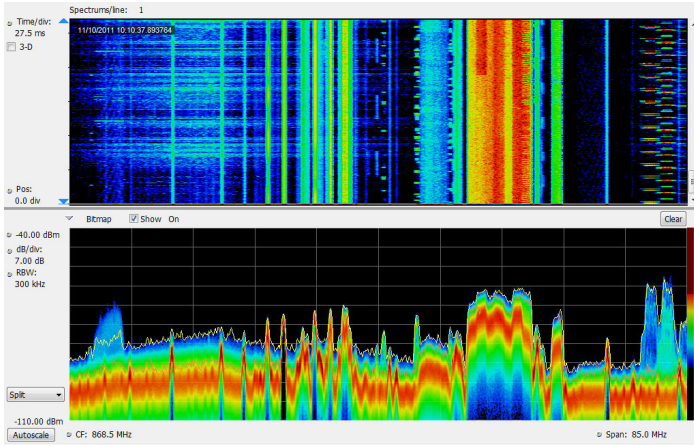 Spectrums/line: 1
Time/div:
27.5 ms
3-D
11/10/2011 10:10:37.893764
Pos:
0.0 div
Bitmap Show On
Clear
-40.00 dBm
dB/div:
7.00 dB
RBW:
300 kHz
Split
-110.00 dBm
Autoscale
CF: 868.5 MHz
Span: 85.0 MHz